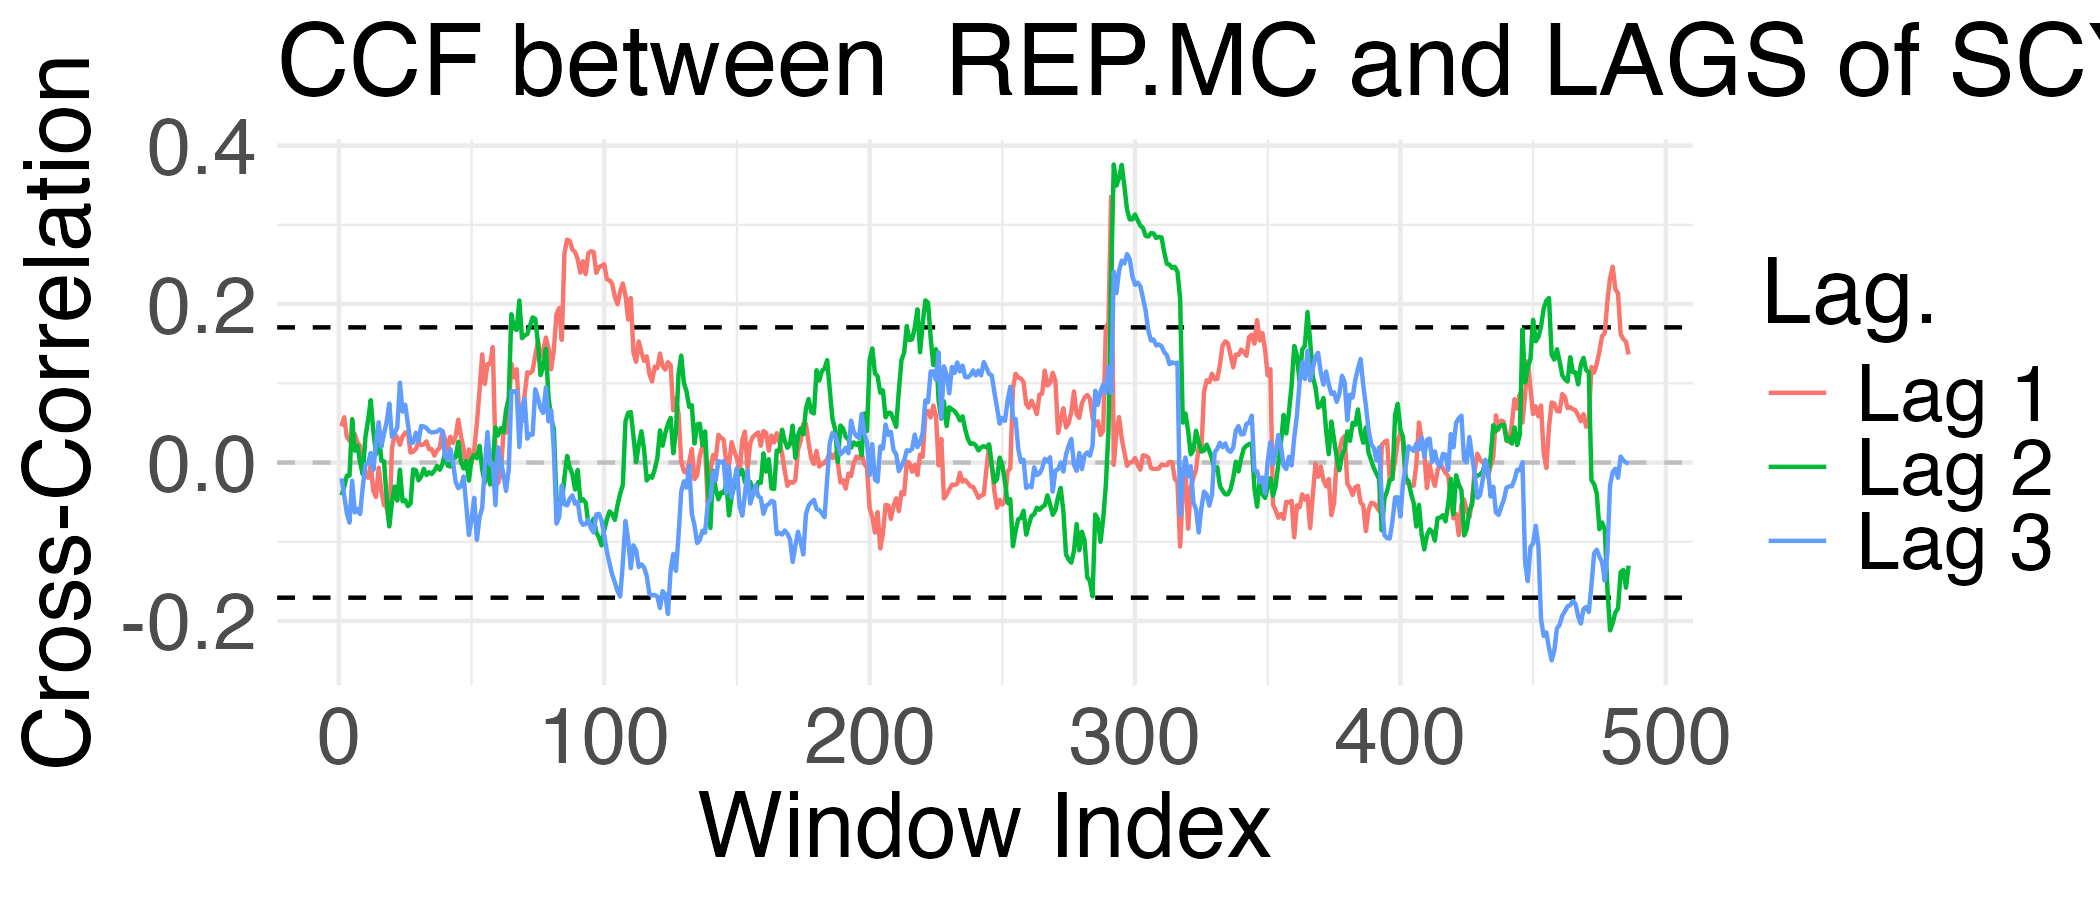 CCF between  REP.MC and LAGS of SC
Cross-Correlation
0.4
0.2
0.0
-0.2
0
100
200
300
400
500
Window Index
Lag.
Lag 1
Lag 2
Lag 3